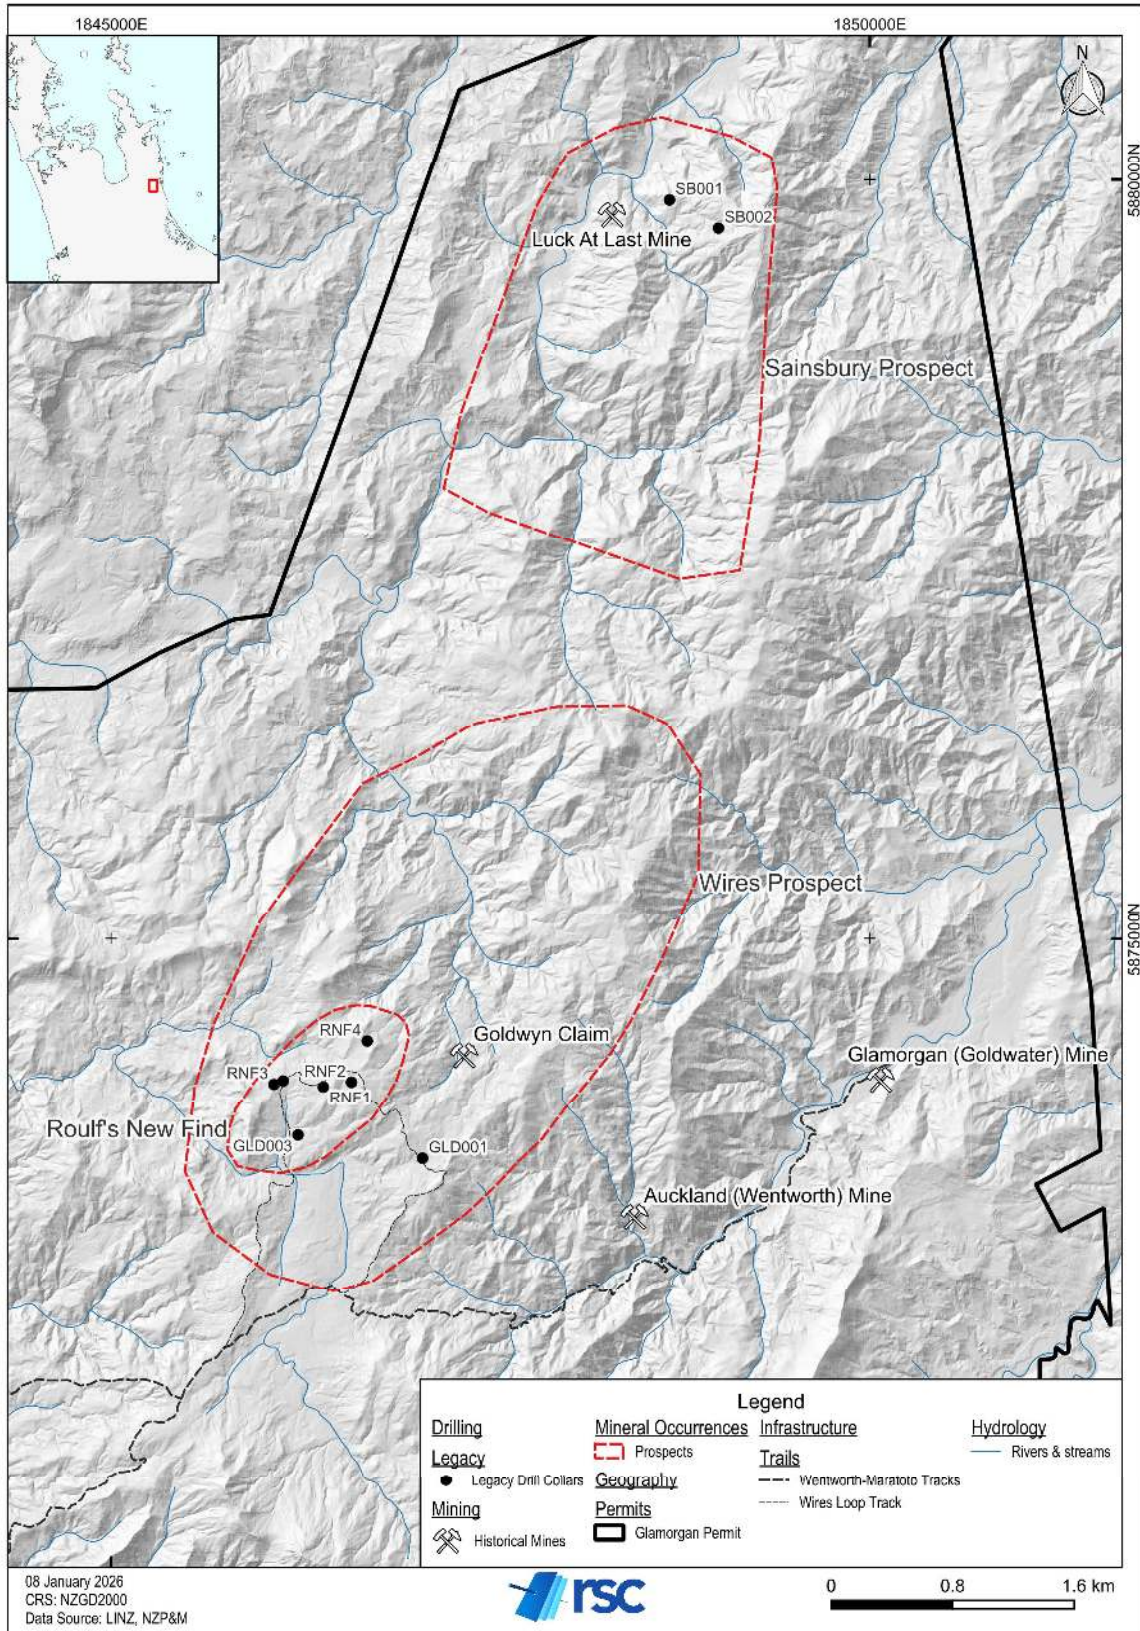 1845000E
1850000E
N
5880000N
SB001
SB002
Luck At Last Mine
Sainsbury Prospect
Wires Prospect
5875000N
RNF4
Goldwyn Claim
Glamorgan (Goldwater) Mine
RNF3
RNF2
RNF1
Roulf's New Find
GLD003
GLD001
Auckland (Wentworth) Mine
Legend
Drilling
Legacy
Legacy Drill Collars
Mining
Historical Mines
Mineral Occurrences
Prospects
Geography
Permits
Glamorgan Permit
Infrastructure
Trails
Wentworth-Maratoto Tracks
Wires Loop Track
Hydrology
Rivers & streams
08 January 2026
CRS: NZGD2000
Data Source: LINZ, NZP&M
rsc
0 0.8 1.6 km